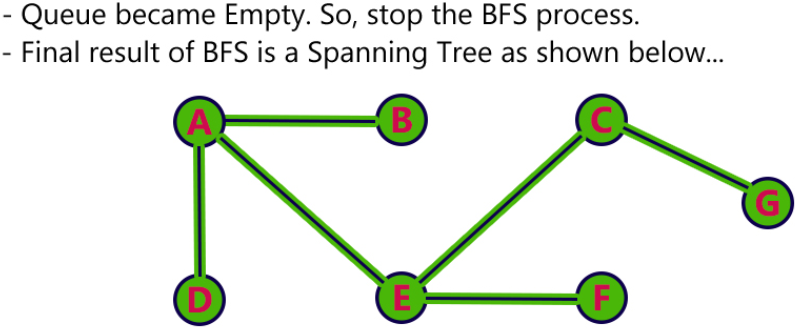 - Queue became Empty. So, stop the BFS process.
- Final result of BFS is a Spanning Tree as shown below...
A B C
G
D E F